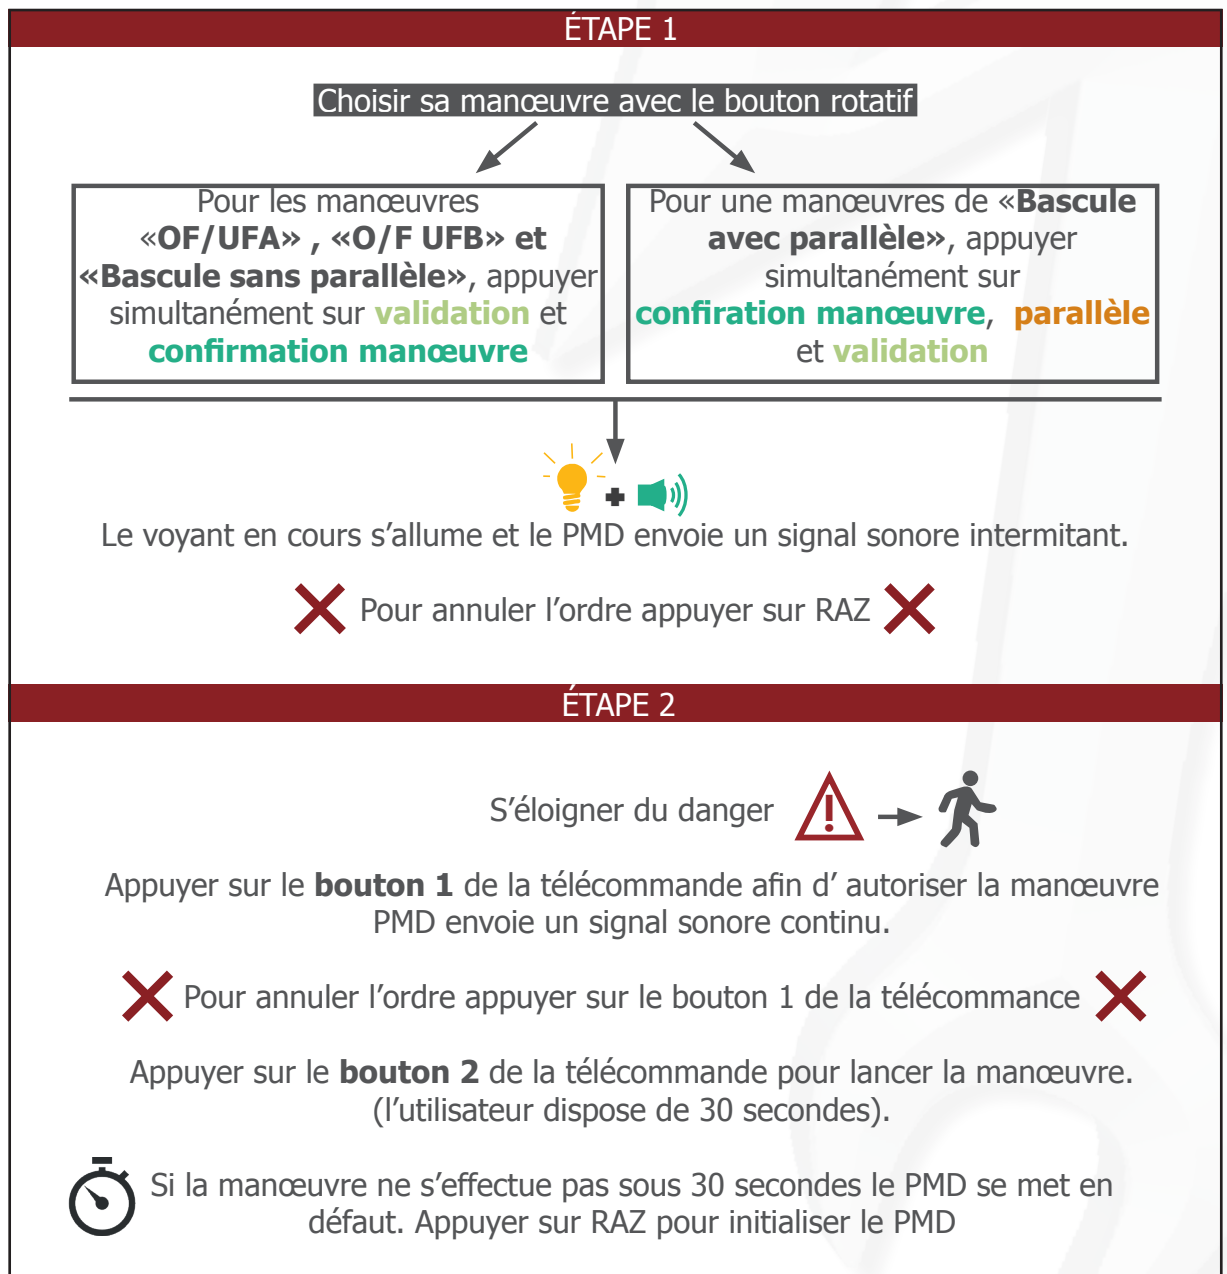 ÉTAPE 1
Choisir sa manœuvre avec le bouton rotatif
Pour les manœuvres
«OF/UFA» , «O/F UFB» et
«Bascule sans parallèle», appuyer
simultanément sur validation et
confirmation manœuvre
Pour une manœuvres de «Bascule
avec parallèle», appuyer
simultanément sur
confiration manœuvre, parallèle
et validation
Le voyant en cours s’allume et le PMD envoie un signal sonore intermitant.
Pour annuler l’ordre appuyer sur RAZ
ÉTAPE 2
S’éloigner du danger
Appuyer sur le bouton 1 de la télécommande afin d’ autoriser la manœuvre
PMD envoie un signal sonore continu.
Pour annuler l’ordre appuyer sur le bouton 1 de la télécommance
Appuyer sur le bouton 2 de la télécommande pour lancer la manœuvre.
(l’utilisateur dispose de 30 secondes).
Si la manœuvre ne s’effectue pas sous 30 secondes le PMD se met en
défaut. Appuyer sur RAZ pour initialiser le PMD